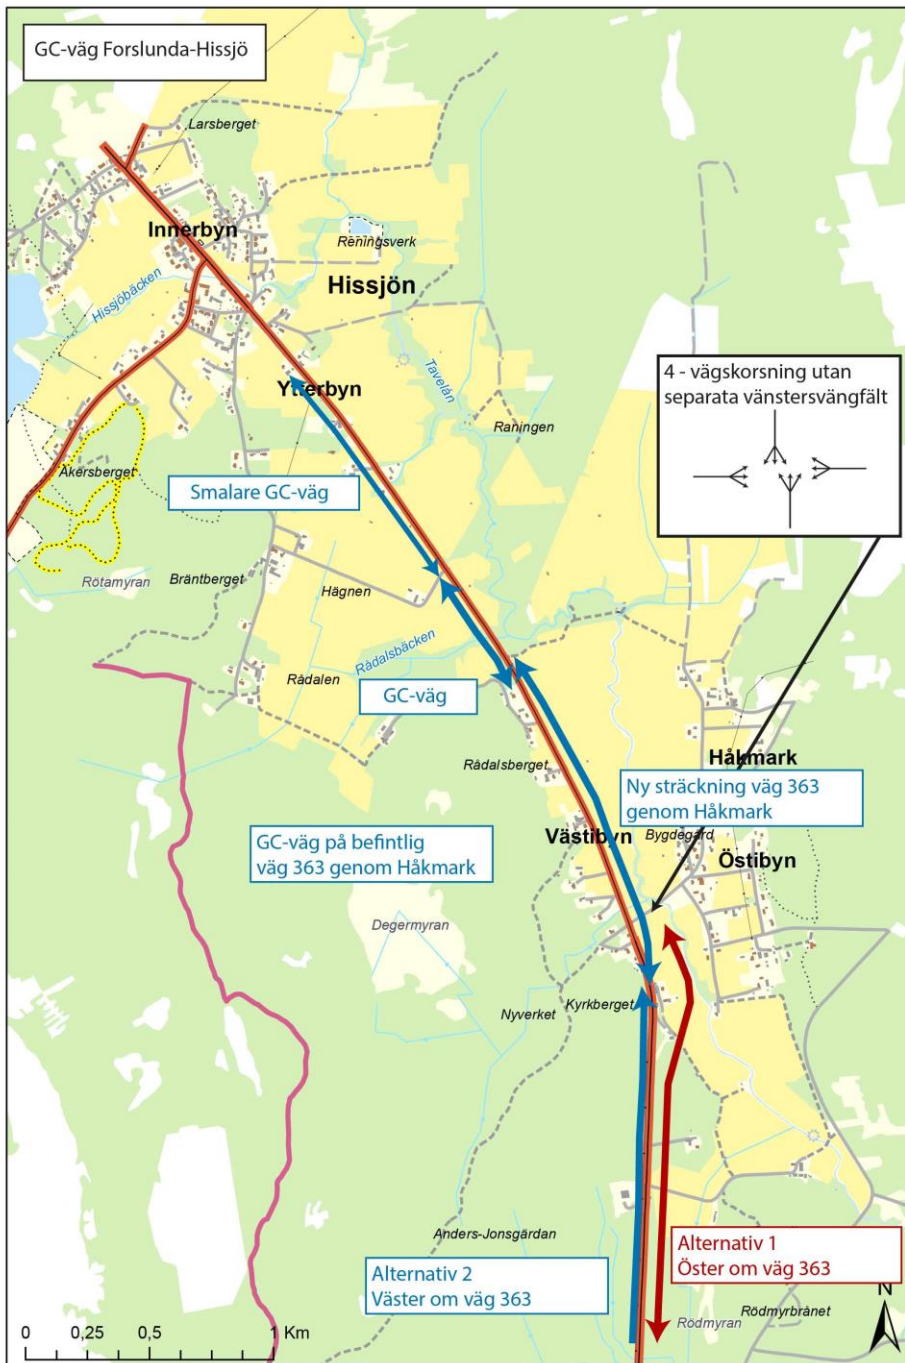 GC-väg Forslunda-Hissjö
Larsberget
Innerbyn
Reningsverk
Hissjön
Hissjöbäcken
4 - vägskorsning utan
separata vänstersvängfält
Tavelån
Ytterbyn
Raningen
Åkersberget
Smalare GC-väg
Rötamyran
Bräntberget
Hägnen
Rådalsbäcken
Rådalen
GC-väg
Håkmark
Rådalsberget
Ny sträckning väg 363
genom Håkmark
GC-väg på befintlig
väg 363 genom Håkmark
Västibyn
Bygdegård
Östibyn
Degermyran
Nyverket
Kyrkberget
Anders-Jonsgärdan
Alternativ 1
Öster om väg 363
Alternativ 2
Väster om väg 363
N
Rödmyran
Rödmyrbrånet
0 0,25 0,5 1 Km